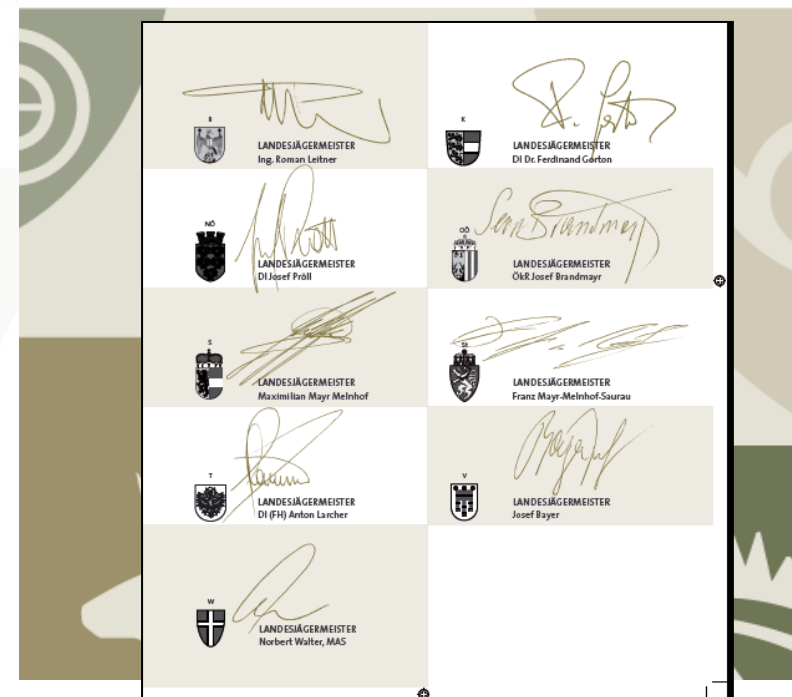 B
LANDESJÄGERMEISTER
Ing. Roman Leitner
K
LANDESJÄGERMEISTER
DI Dr. Ferdinand Gorton
NÖ
LANDESJÄGERMEISTER
DI Josef Pröll
OÖ
LANDESJÄGERMEISTER
ÖkR Josef Brandmayr
S
LANDESJÄGERMEISTER
Maximilian Mayr Melnhof
St
LANDESJÄGERMEISTER
Franz Mayr-Melnhof-Saurau
T
LANDESJÄGERMEISTER
DI (FH) Anton Larcher
V
LANDESJÄGERMEISTER
Josef Bayer
W
LANDESJÄGERMEISTER
Norbert Walter, MAS